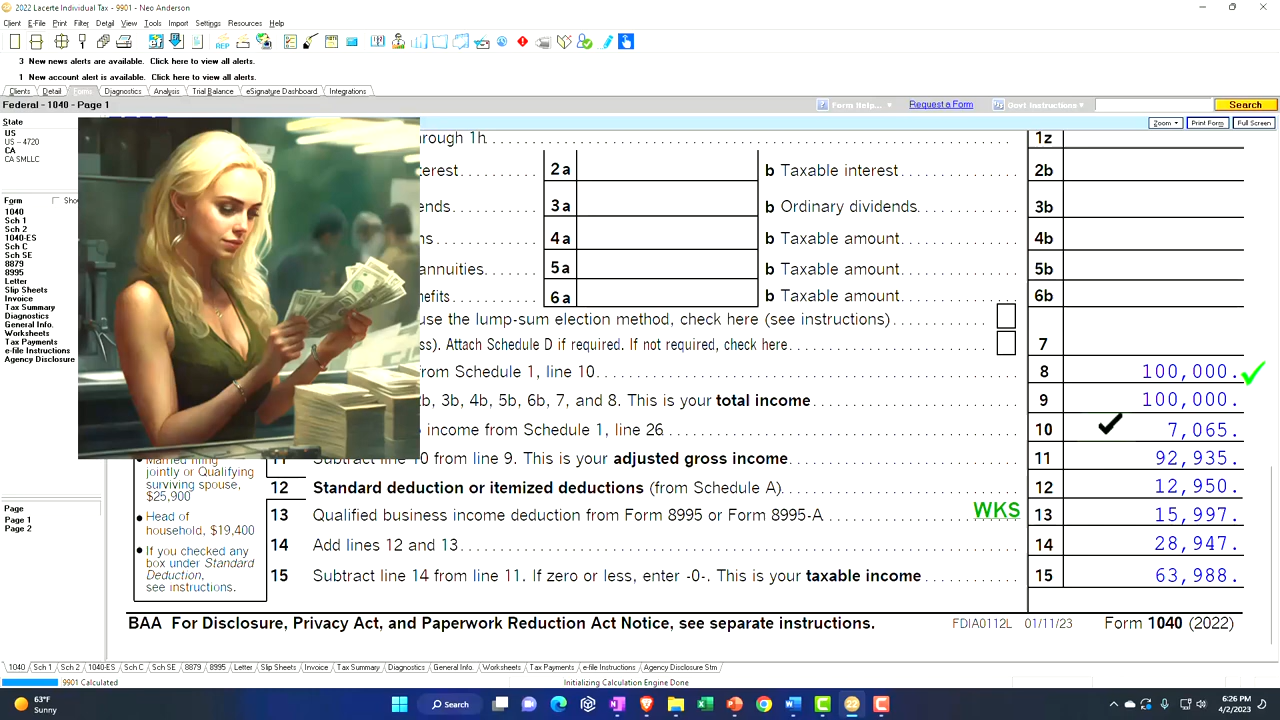 2022 Lacerte Individual Tax - 9901 - Neo Anderson
Client E-File Print Filter Detail View Tools Import Settings Resources Help
REP
3 New news alerts are available. Click here to view all alerts.
1 New account alert is available. Click here to view all alerts.
Clients Detail Forms Diagnostics Analysis Trial Balance eSignature Dashboard Integrations
Federal - 1040 - Page 1 Form Help... Request a Form Govt Instructions Search
State Zoom Print Form Full Screen
US
US - 4720
CA
CA SMLLC
Form Sho
1040
Sch 1
Sch 2
1040-ES
Sch C
Sch SE
8879
8995
Letter
Slip Sheets
Invoice
Tax Summary
Diagnostics
General Info.
Worksheets
Tax Payments
e-file Instructions
Agency Disclosure
Page
Page 1
Page 2
through 1h 1z
2a b Taxable interest 2b
3a b Ordinary dividends 3b
4a b Taxable amount 4b
annuities 5a b Taxable amount 5b
6a b Taxable amount 6b
use the lump-sum election method, check here (see instructions)
Attach Schedule D if required. If not required, check here 7
from Schedule 1, line 10 8 100,000.
2b, 3b, 4b, 5b, 6b, 7, and 8. This is your total income 9 100,000.
income from Schedule 1, line 26 10 7,065.
11 Subtract line 10 from line 9. This is your adjusted gross income 11 92,935.
• Married filing
jointly or Qualifying
surviving spouse,
$25,900
12 Standard deduction or itemized deductions (from Schedule A) 12 12,950.
• Head of
household, $19,400
13 Qualified business income deduction from Form 8995 or Form 8995-A WKS 13 15,997.
14 Add lines 12 and 13 14 28,947.
• If you checked any
box under Standard
Deduction,
see instructions.
15 Subtract line 14 from line 11. If zero or less, enter -0-. This is your taxable income 15 63,988.
BAA For Disclosure, Privacy Act, and Paperwork Reduction Act Notice, see separate instructions. FDIA0112L 01/11/23 Form 1040 (2022)
1040 Sch 1 Sch 2 1040-ES Sch C Sch SE 8879 8995 Letter Slip Sheets Invoice Tax Summary Diagnostics General Info. Worksheets Tax Payments e-file Instructions Agency Disclosure Stm
9901 Calculated Initializing Calculation Engine Done
63°F
Sunny
Search
22
6:26 PM
4/2/2023